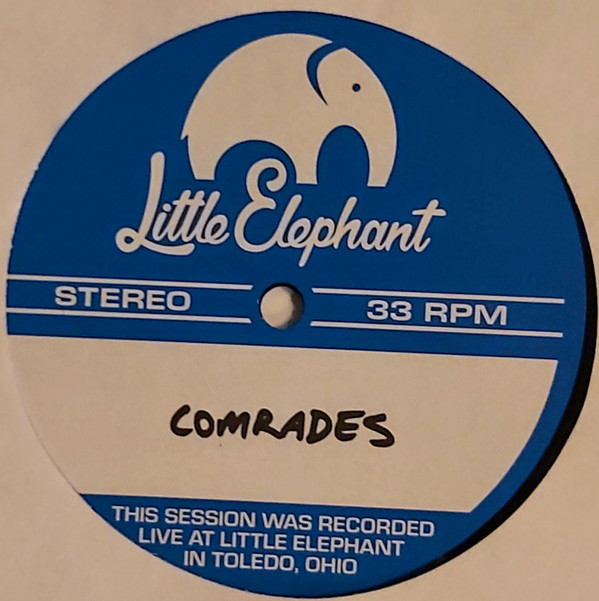 Little Elephant
STEREO
33 RPM
COMRADES
THIS SESSION WAS RECORDED
LIVE AT LITTLE ELEPHANT
IN TOLEDO, OHIO